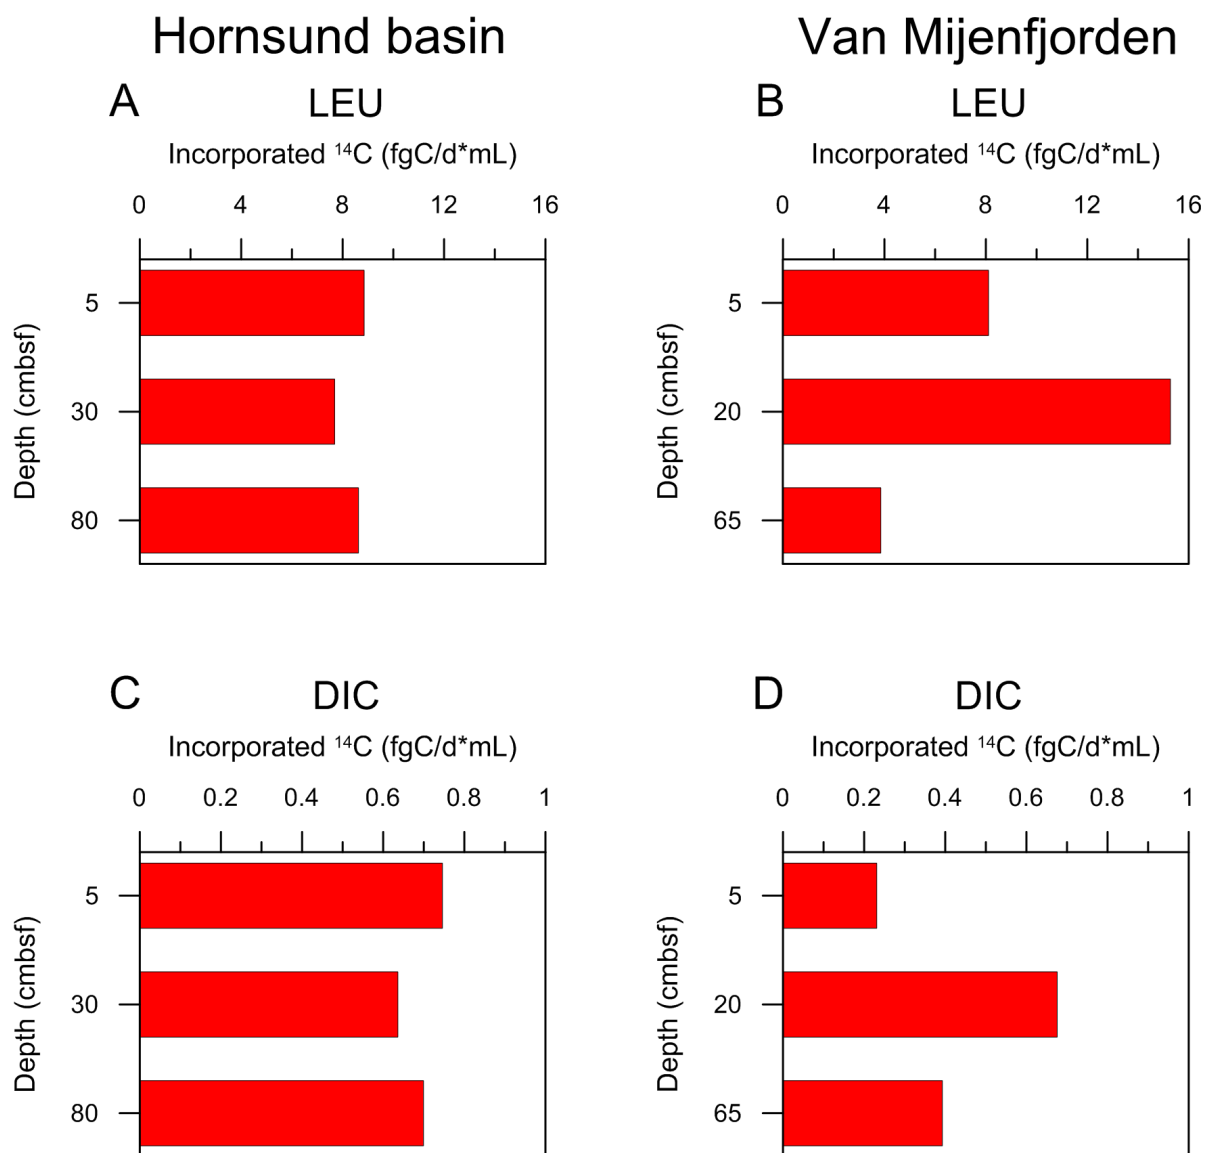 Hornsund basin
Van Mijenfjorden
A
LEU
Incorporated ¹⁴C (fgC/d*mL)
0 4 8 12 16
Depth (cmbsf)
5
30
80
B
LEU
Incorporated ¹⁴C (fgC/d*mL)
0 4 8 12 16
Depth (cmbsf)
5
20
65
C
DIC
Incorporated ¹⁴C (fgC/d*mL)
0 0.2 0.4 0.6 0.8 1
Depth (cmbsf)
5
30
80
D
DIC
Incorporated ¹⁴C (fgC/d*mL)
0 0.2 0.4 0.6 0.8 1
Depth (cmbsf)
5
20
65